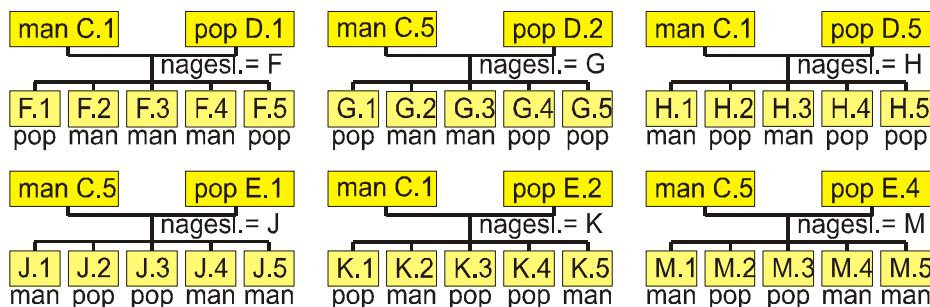 man C.1 pop D.1 man C.5 pop D.2 man C.1 pop D.5
nagesl.= F nagesl.= G nagesl.= H
F.1 F.2 F.3 F.4 F.5 G.1 G.2 G.3 G.4 G.5 H.1 H.2 H.3 H.4 H.5
pop man man man pop pop man man pop pop man pop man pop pop
man C.5 pop E.1 man C.1 pop E.2 man C.5 pop E.4
nagesl.= J nagesl.= K nagesl.= M
J.1 J.2 J.3 J.4 J.5 K.1 K.2 K.3 K.4 K.5 M.1 M.2 M.3 M.4 M.5
man pop pop man man pop man pop pop man man pop pop man man